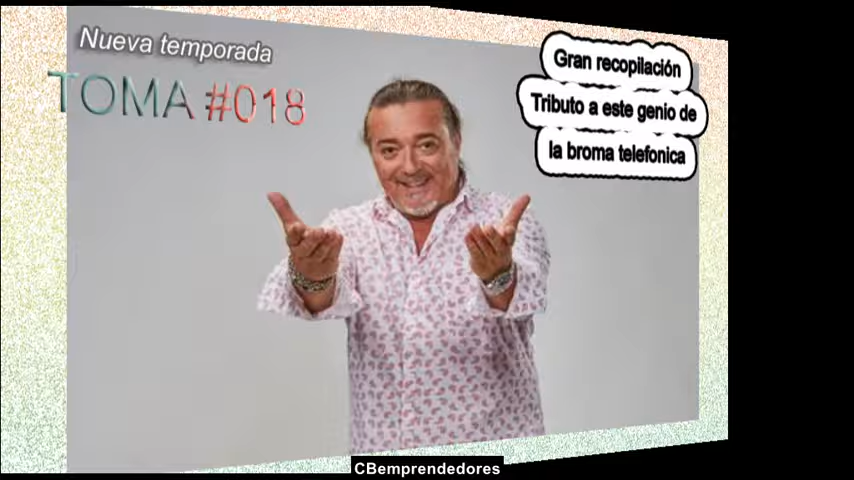 Nueva temporada
TOMA #018
Gran recopilación
Tributo a este genio de
la broma telefonica
CBemprendedores